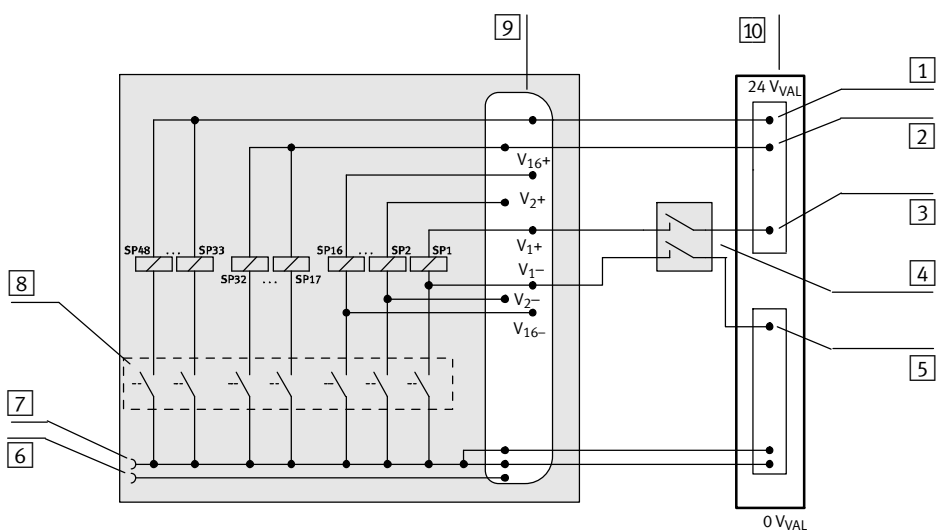 9
10
24 VVAL
1
2
V16+
V2+
3
V1+
SP48 ... SP33
SP16 ... SP2
SP1
V1–
4
SP32 ... SP17
8
V2–
V16–
5
7
6
0 VVAL